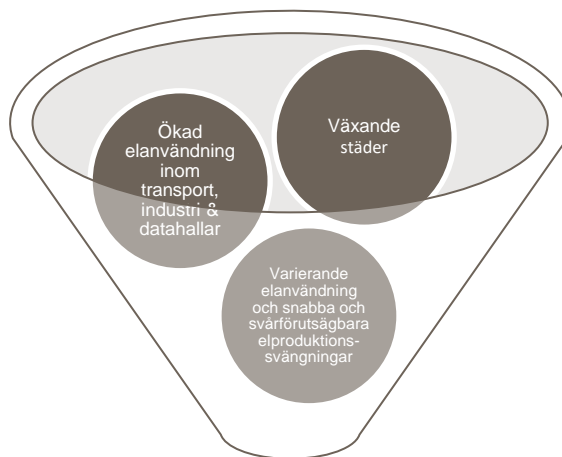 Ökad
elanvändning
inom
transport,
industri &
datahallar
Växande
städer
Varierande
elanvändning
och snabba och
svårförutsägbara
elproduktions-
svängningar